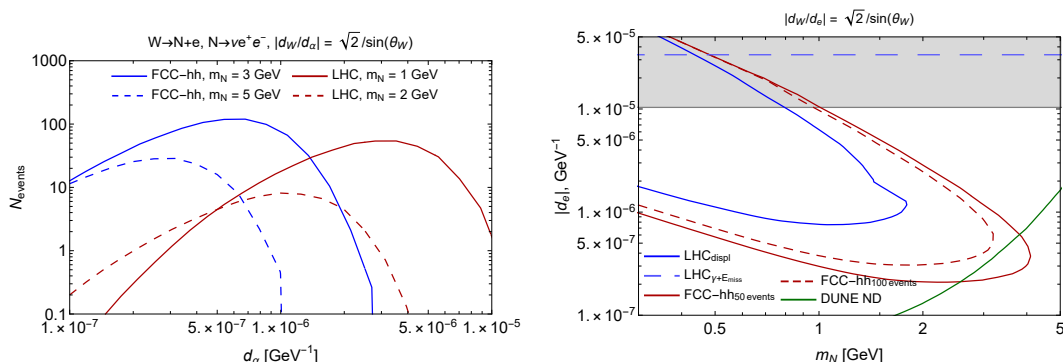 W→N+e, N→νe⁺e⁻, |d_W/d_α| = √2/sin(θ_W)
FCC-hh, m_N = 3 GeV
LHC, m_N = 1 GeV
FCC-hh, m_N = 5 GeV
LHC, m_N = 2 GeV
N_events
1000
100
10
1
0.1
1. × 10⁻⁷
5. × 10⁻⁷
1. × 10⁻⁶
5. × 10⁻⁶
1. × 10⁻⁵
d_α [GeV⁻¹]
|d_W/d_e| = √2/sin(θ_W)
|d_e|, GeV⁻¹
5. × 10⁻⁵
1. × 10⁻⁵
5. × 10⁻⁶
1. × 10⁻⁶
5. × 10⁻⁷
1. × 10⁻⁷
LHC_displ
LHC_γ+E_miss
FCC-hh_50 events
FCC-hh_100 events
DUNE ND
0.5
1
2
5
m_N [GeV]